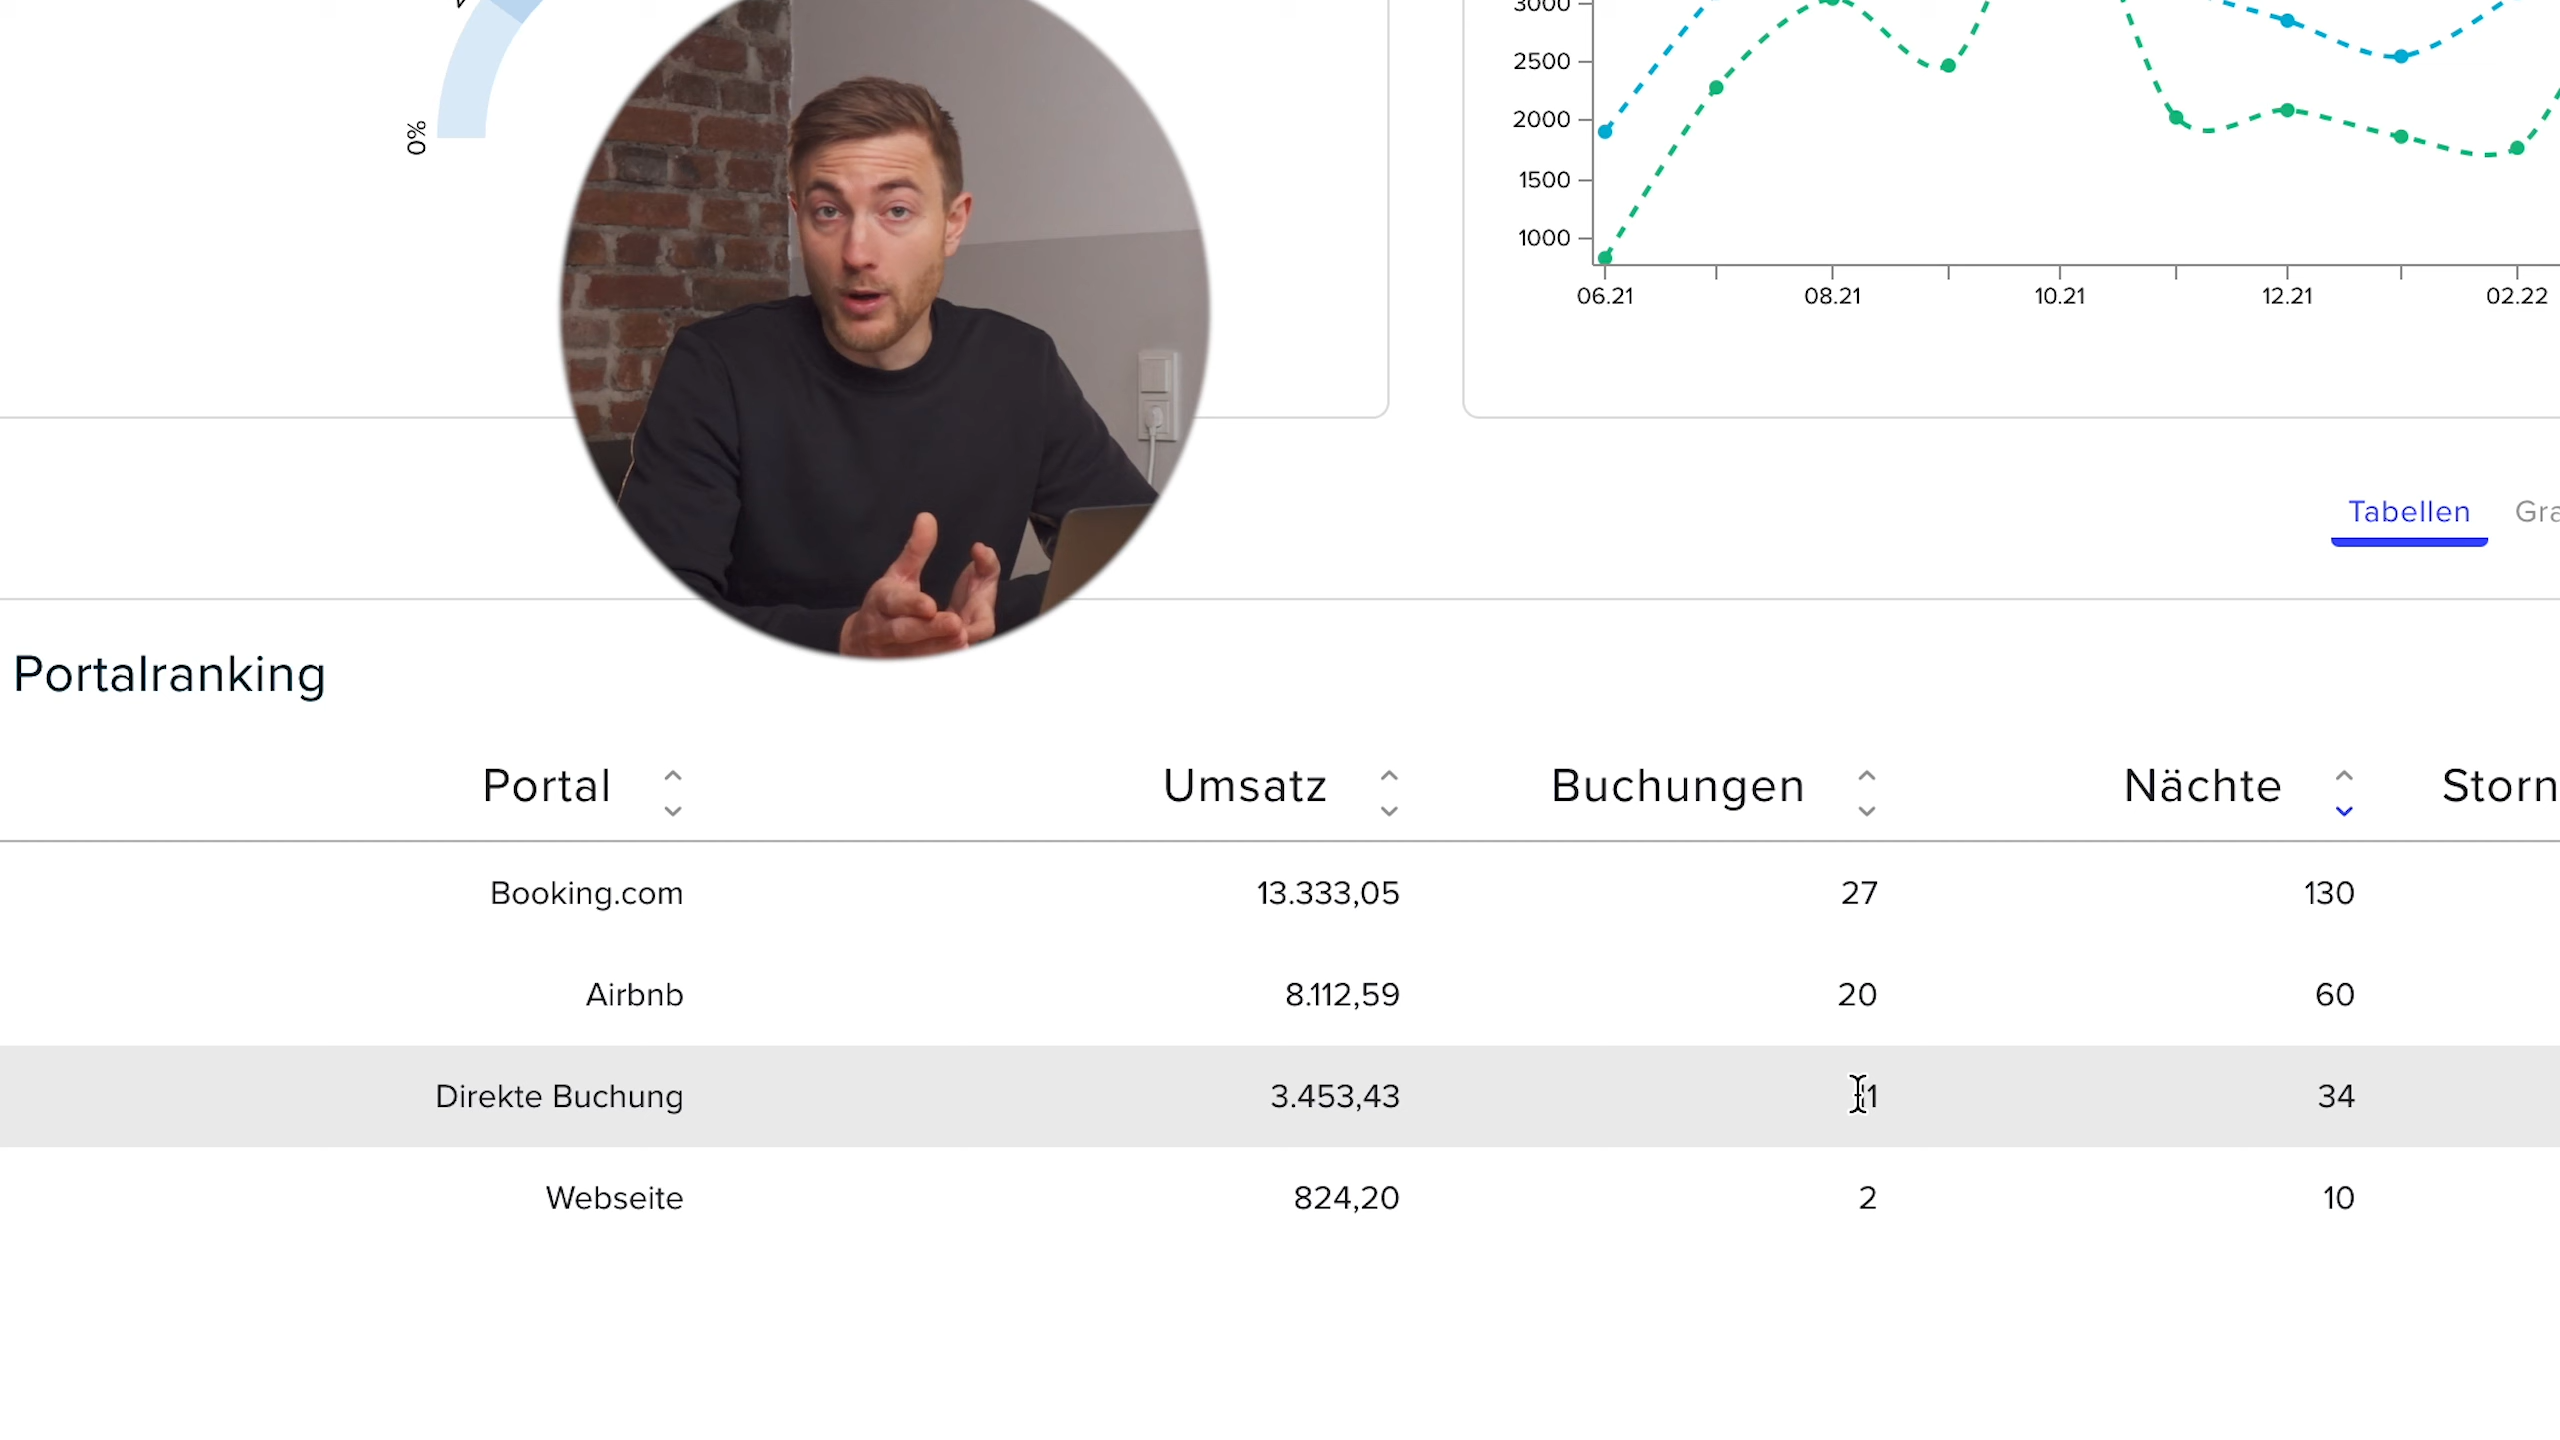 0%
3000
2500
2000
1500
1000
06.21 08.21 10.21 12.21 02.22
Tabellen Gra
Portalranking
Portal Umsatz Buchungen Nächte Storn
Booking.com 13.333,05 27 130
Airbnb 8.112,59 20 60
Direkte Buchung 3.453,43 34
Webseite 824,20 2 10